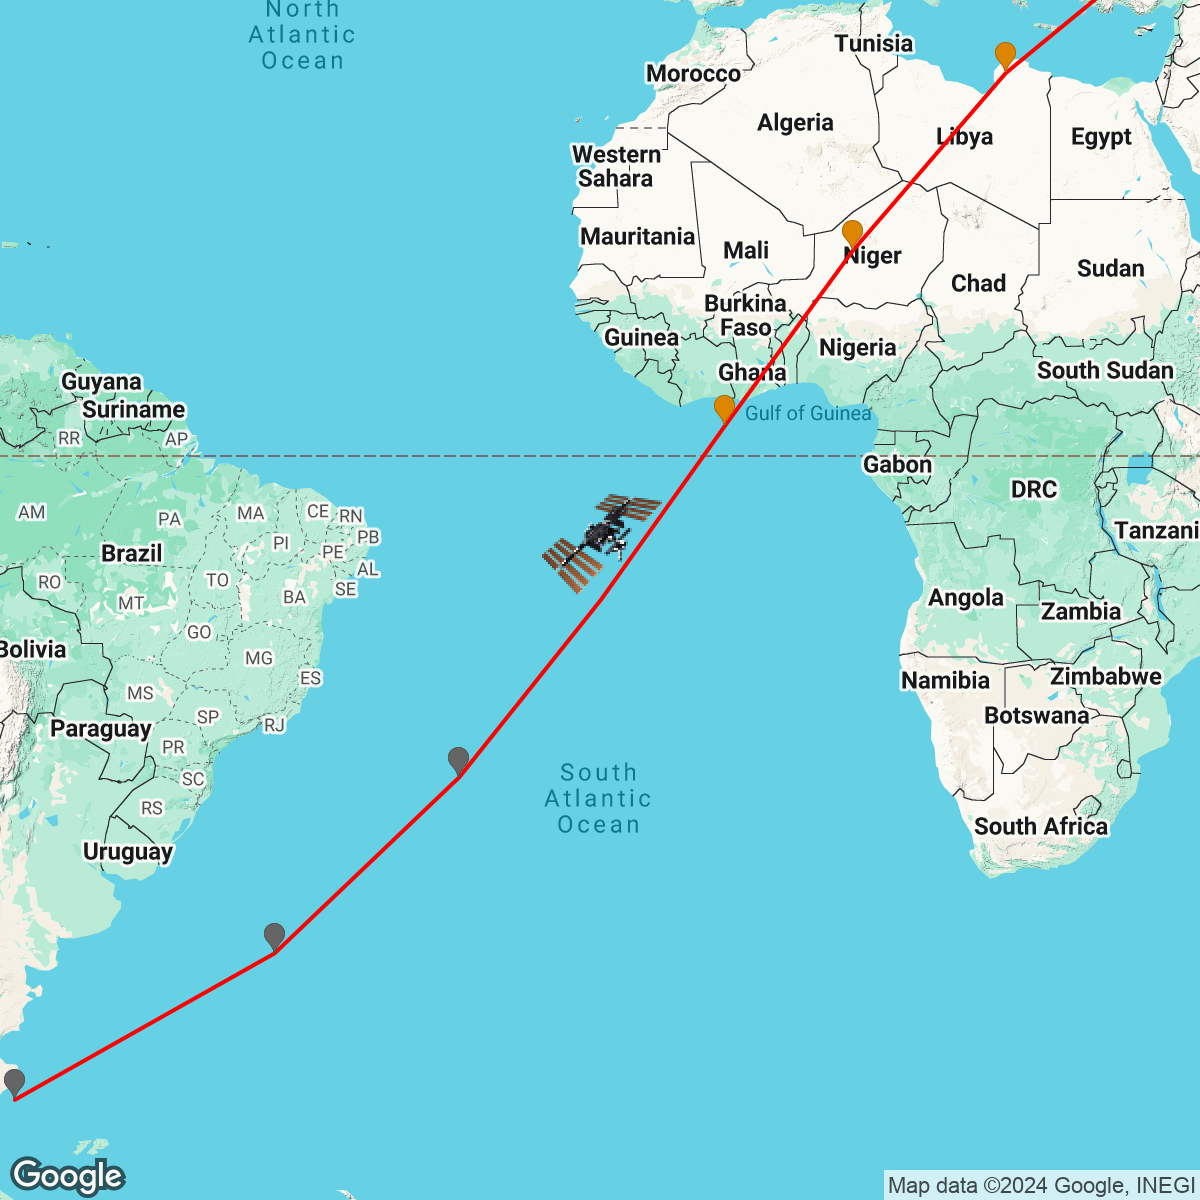 North
Atlantic
Ocean
Tunisia
Morocco
Algeria
Libya
Egypt
Western
Sahara
Mauritania
Mali
Niger
Chad
Sudan
Burkina
Faso
Guinea
Nigeria
Ghana
South Sudan
Guyana
Suriname
Gulf of Guinea
RR
AP
Gabon
DRC
AM
PA
MA
CE
RN
PB
PI
PE
Brazil
Tanzani
AL
RO
TO
SE
MT
BA
Angola
Zambia
GO
Bolivia
MG
ES
Namibia
Zimbabwe
MS
SP
Botswana
RJ
Paraguay
PR
SC
South
Atlantic
Ocean
RS
South Africa
Uruguay
Google
Map data ©2024 Google, INEGI